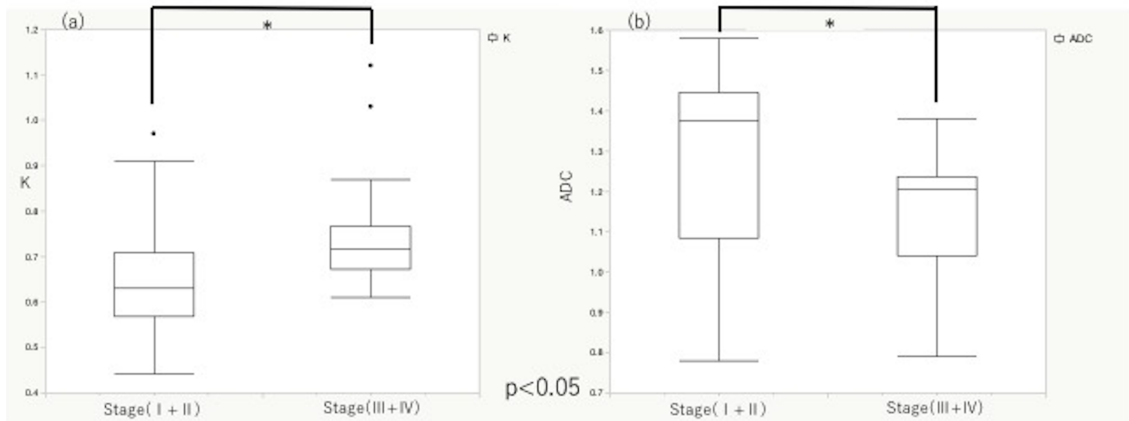 (a)
*
K
1.2
1.1
1.0
0.9
0.8
0.7
0.6
0.5
0.4
K
Stage(Ⅰ+Ⅱ)
Stage(III+IV)
p<0.05
(b)
*
ADC
1.6
1.5
1.4
1.3
1.2
1.1
1.0
0.9
0.8
0.7
ADC
Stage(Ⅰ+Ⅱ)
Stage(III+IV)